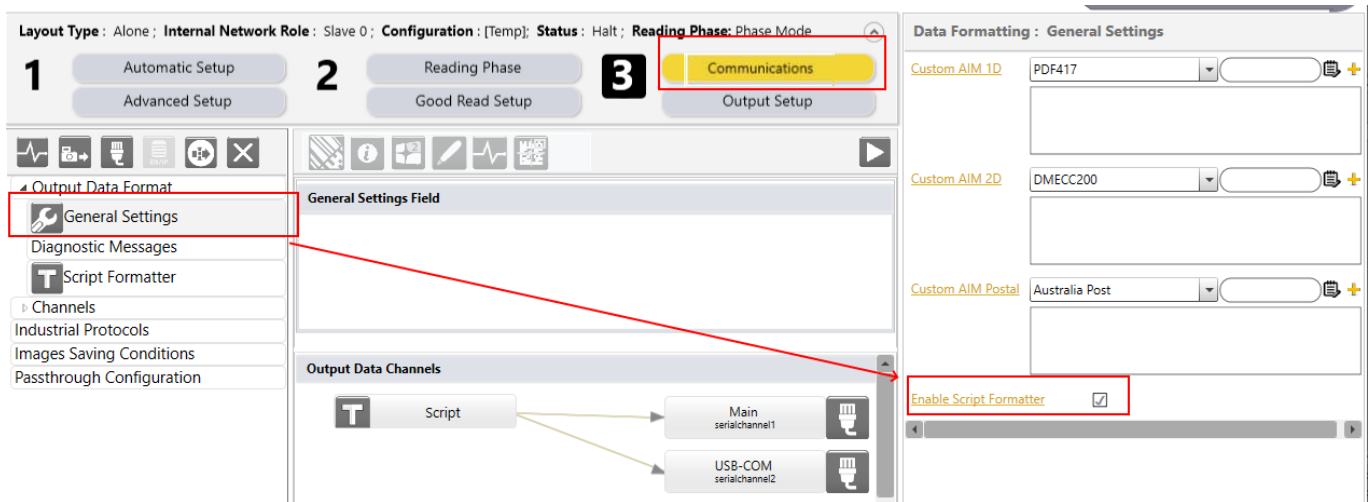 Layout Type : Alone ; Internal Network Role : Slave 0 ; Configuration : [Temp]; Status : Halt ; Reading Phase: Phase Mode
1
Automatic Setup
Advanced Setup
2
Reading Phase
Good Read Setup
3
Communications
Output Setup
Output Data Format
General Settings
Diagnostic Messages
T Script Formatter
Channels
Industrial Protocols
Images Saving Conditions
Passthrough Configuration
General Settings Field
Output Data Channels
T Script
Main
serialchannel1
USB-COM
serialchannel2
Data Formatting : General Settings
Custom AIM 1D PDF417
Custom AIM 2D DMECC200
Custom AIM Postal Australia Post
Enable Script Formatter